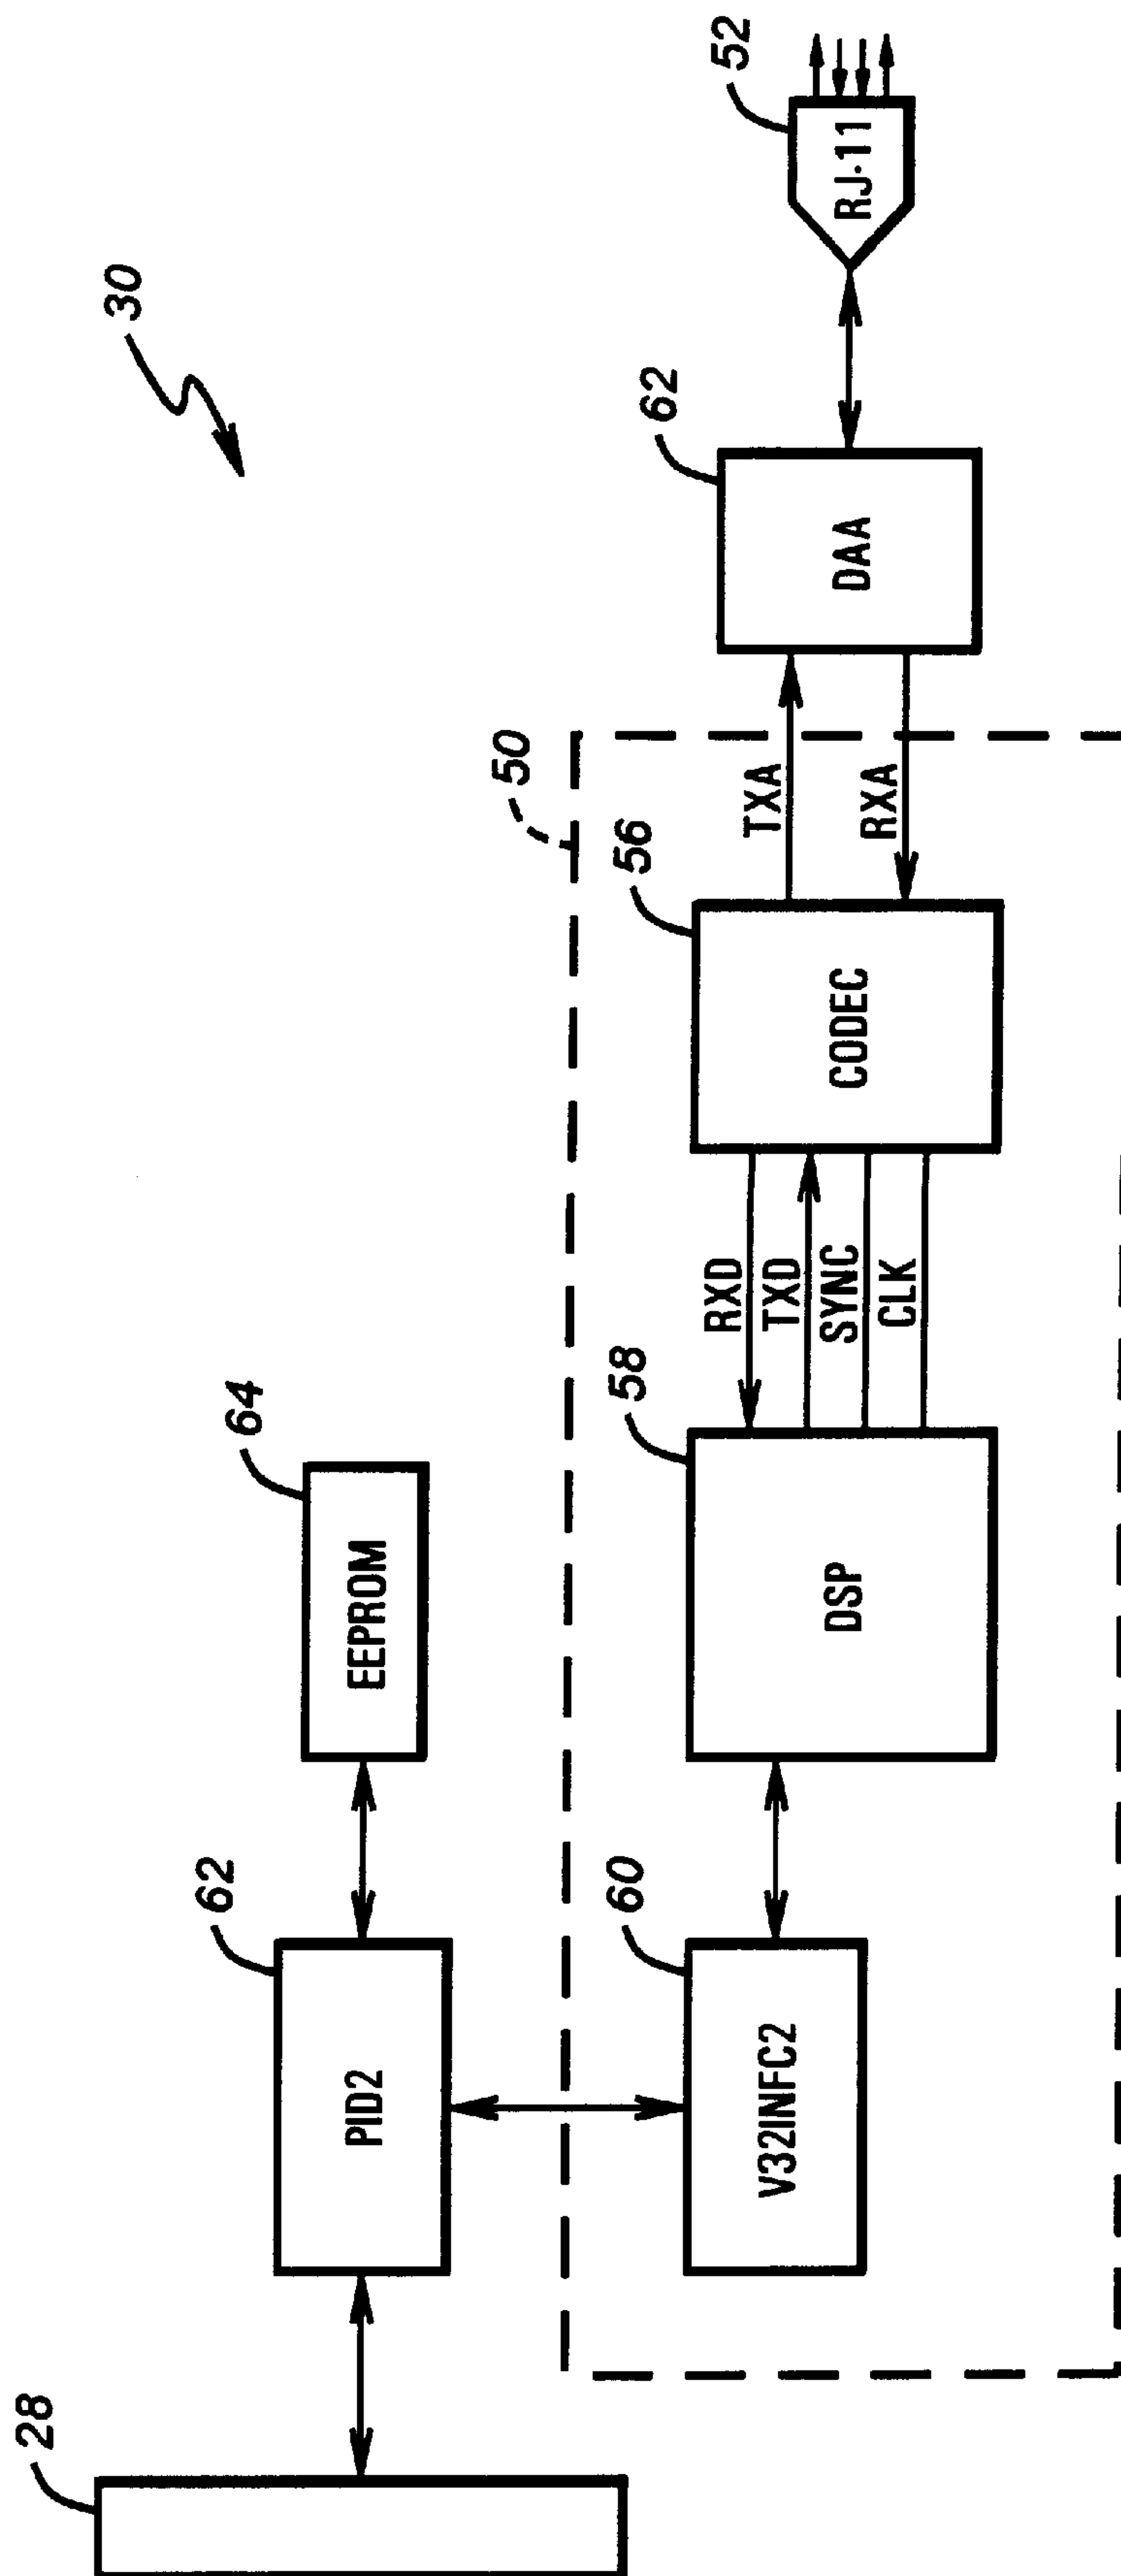 30
52
RJ-11
62
DAA
50
TXA
RXA
56
CODEC
RXD
TXD
SYNC
CLK
58
DSP
64
EEPROM
62
PID2
60
V32INFC2
28